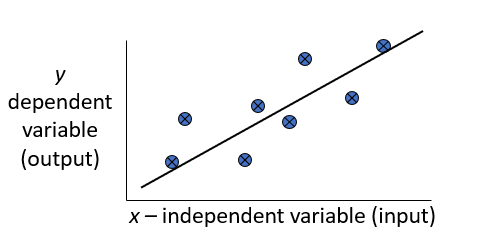 y
dependent
variable
(output)
x – independent variable (input)